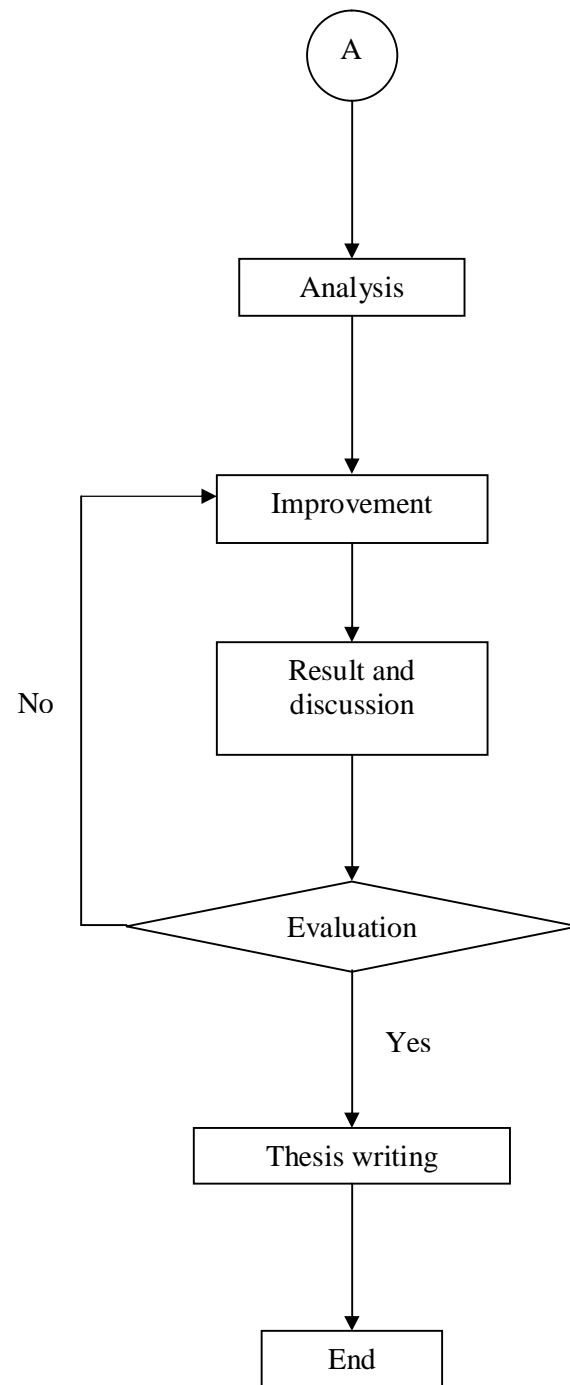 A
Analysis
Improvement
Result and
discussion
No
Evaluation
Yes
Thesis writing
End